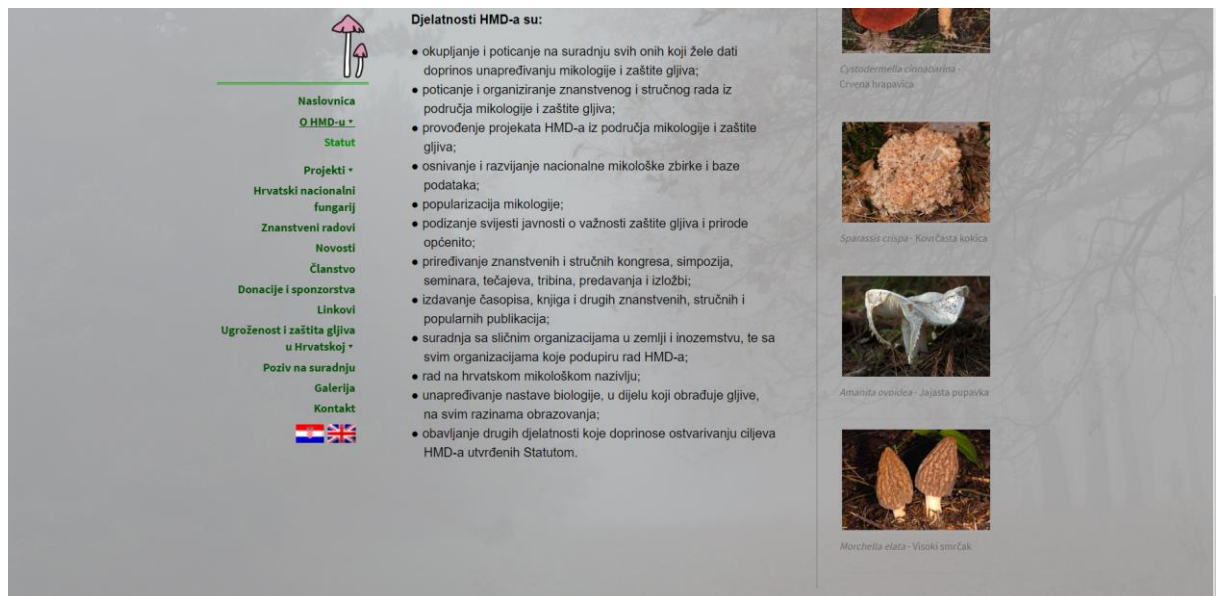 Naslovnica
O HMD-u
Statut
Projekti
Hrvatski nacionalni
fungarij
Znanstveni radovi
Novosti
Članstvo
Donacije i sponzorstva
Linkovi
Ugroženost i zaštita gljiva
u Hrvatskoj
Poziv na suradnju
Galerija
Kontakt
Djelatnosti HMD-a su:
● okupljanje i poticanje na suradnju svih onih koji žele dati
doprinos unapređivanju mikologije i zaštite gljiva;
● poticanje i organiziranje znanstvenog i stručnog rada iz
područja mikologije i zaštite gljiva;
● provođenje projekata HMD-a iz područja mikologije i zaštite
gljiva;
● osnivanje i razvijanje nacionalne mikološke zbirke i baze
podataka;
● popularizacija mikologije;
● podizanje svijesti javnosti o važnosti zaštite gljiva i prirode
općenito;
● priređivanje znanstvenih i stručnih kongresa, simpozija,
seminara, tečajeva, tribina, predavanja i izložbi;
● izdavanje časopisa, knjiga i drugih znanstvenih, stručnih i
popularnih publikacija;
● suradnja sa sličnim organizacijama u zemlji i inozemstvu, te sa
svim organizacijama koje podupiru rad HMD-a;
● rad na hrvatskom mikološkom nazivlju;
● unapređivanje nastave biologije, u dijelu koji obrađuje gljive,
na svim razinama obrazovanja;
● obavljanje drugih djelatnosti koje doprinose ostvarivanju ciljeva
HMD-a utvrđenih Statutom.
Cystodermella cinnabarina -
Crvena hrapavica
Sparassis crispa - Kovrčasta kokica
Amanita ovoidea - Jajasta pupavka
Morchella elata - Visoki smrčak